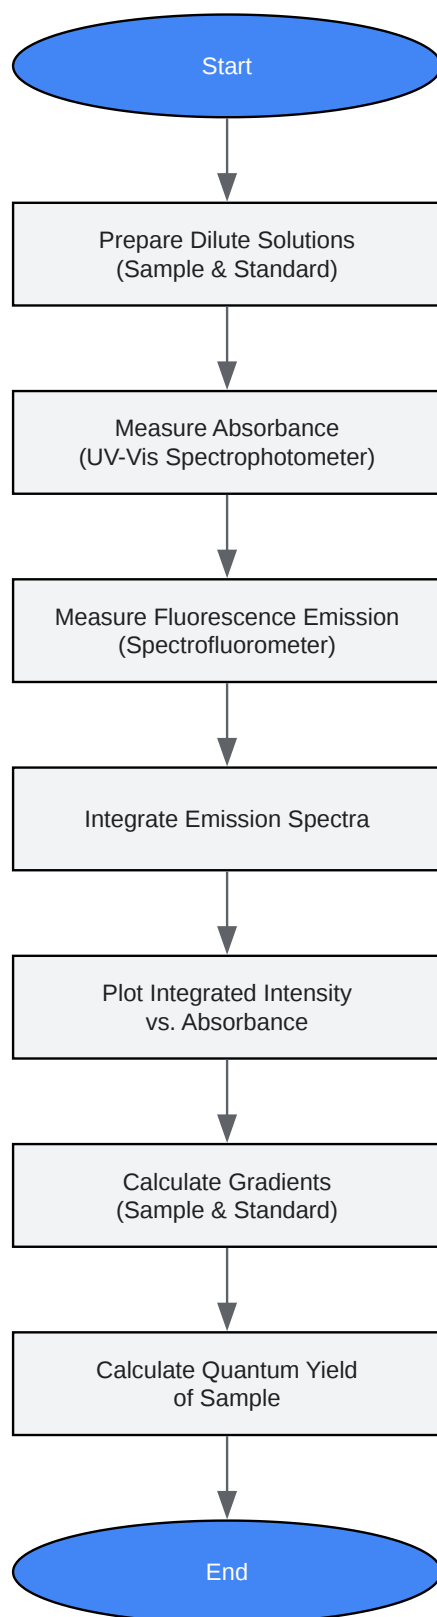 Start
Prepare Dilute Solutions
(Sample & Standard)
Measure Absorbance
(UV-Vis Spectrophotometer)
Measure Fluorescence Emission
(Spectrofluorometer)
Integrate Emission Spectra
Plot Integrated Intensity
vs. Absorbance
Calculate Gradients
(Sample & Standard)
Calculate Quantum Yield
of Sample
End